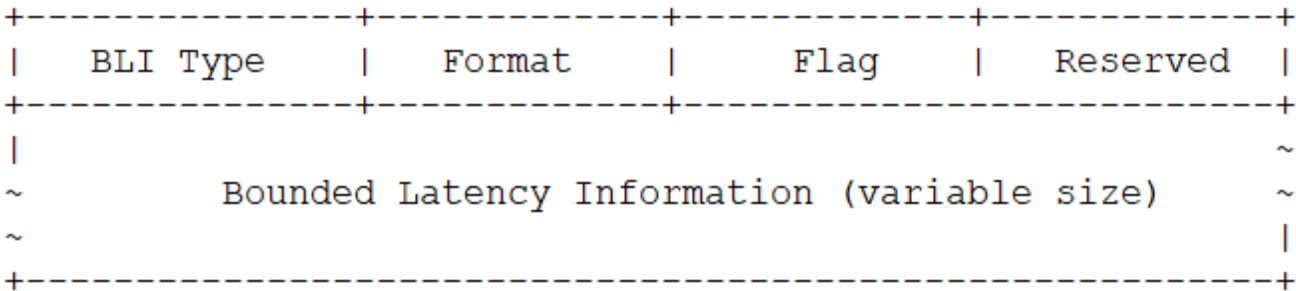 BLI Type | Format | Flag | Reserved
Bounded Latency Information (variable size)